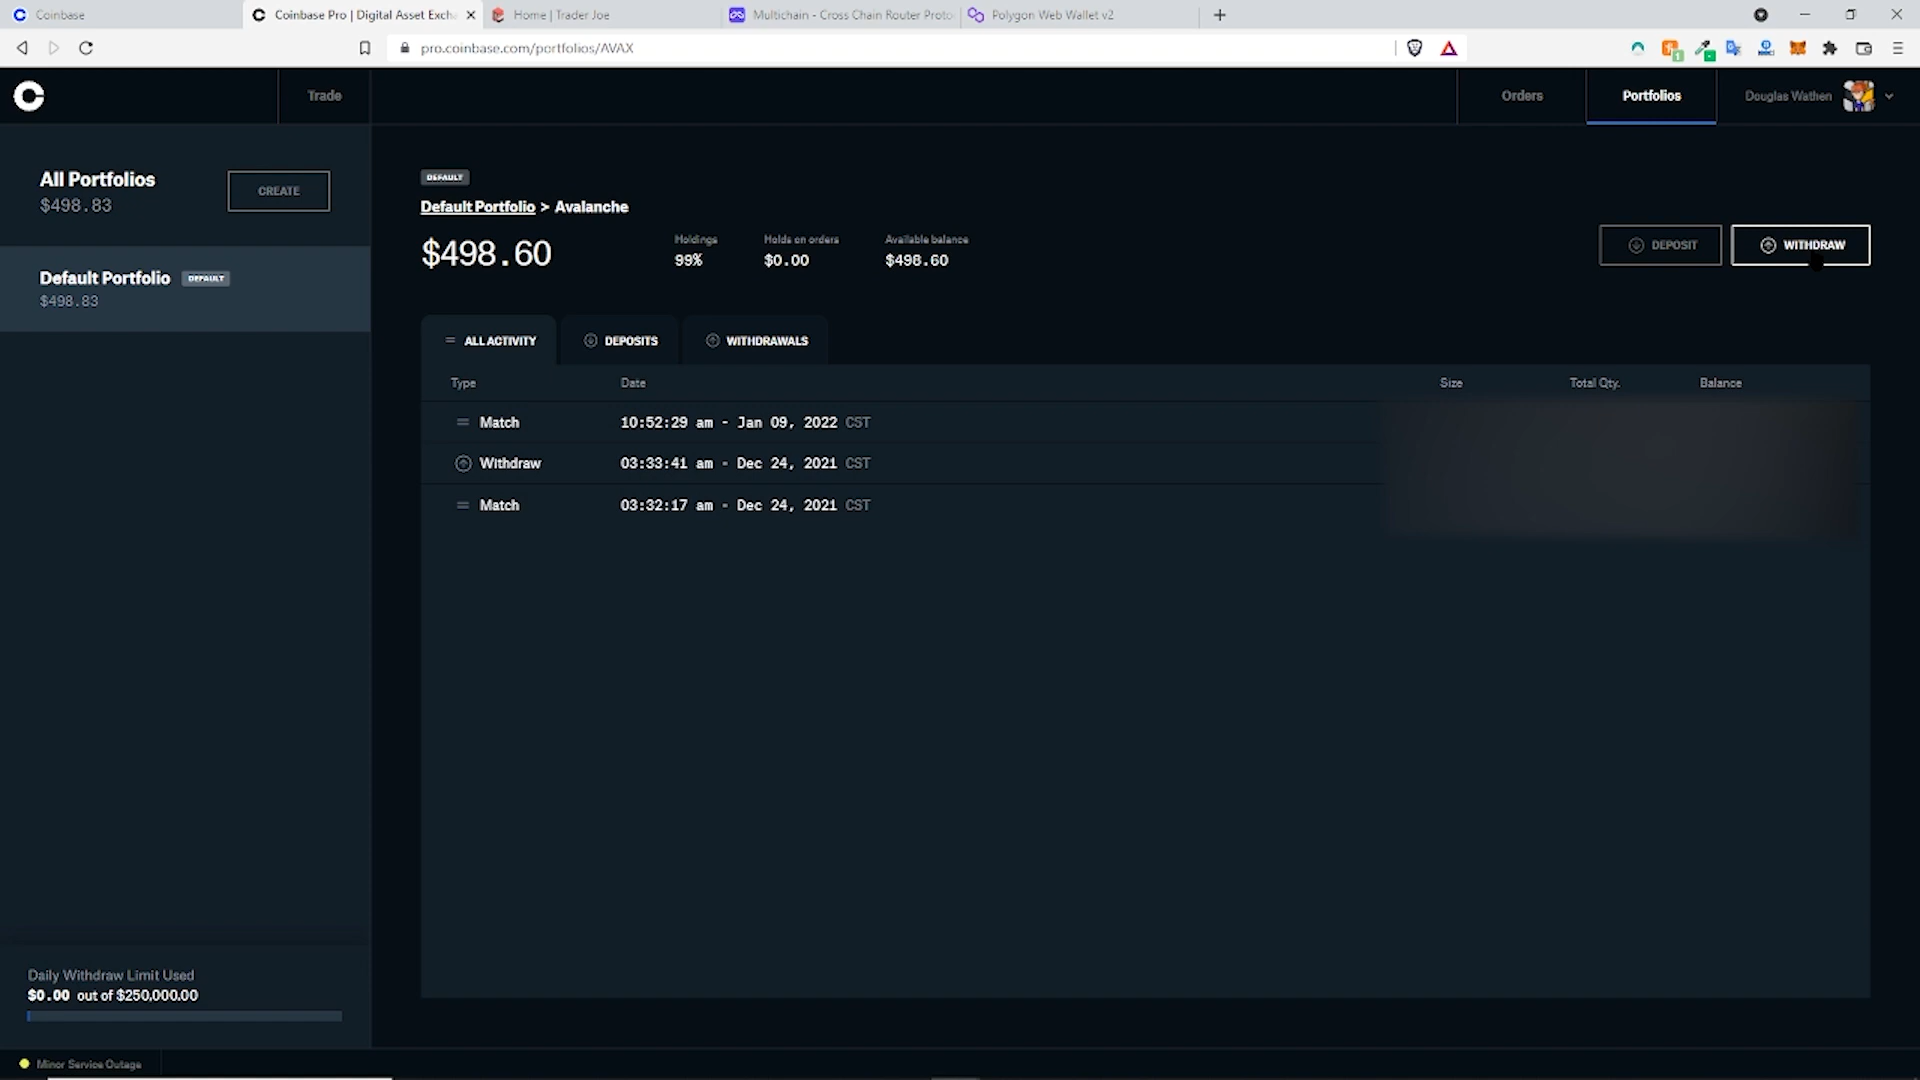 Coinbase
Coinbase Pro | Digital Asset Exch
Home | Trader Joe
Multichain - Cross Chain Router Proto
Polygon Web Wallet v2
pro.coinbase.com/portfolios/AVAX
Trade
Orders
Portfolios
Douglas Wathen
All Portfolios
$498.83
CREATE
Default Portfolio DEFAULT
$498.83
DEFAULT
Default Portfolio > Avalanche
$498.60
Holdings
99%
Holds on orders
$0.00
Available balance
$498.60
DEPOSIT
WITHDRAW
ALL ACTIVITY
DEPOSITS
WITHDRAWALS
Type Date Size Total Qty. Balance
Match 10:52:29 am - Jan 09, 2022 CST
Withdraw 03:33:41 am - Dec 24, 2021 CST
Match 03:32:17 am - Dec 24, 2021 CST
Daily Withdraw Limit Used
$0.00 out of $250,000.00
Minor Service Outage